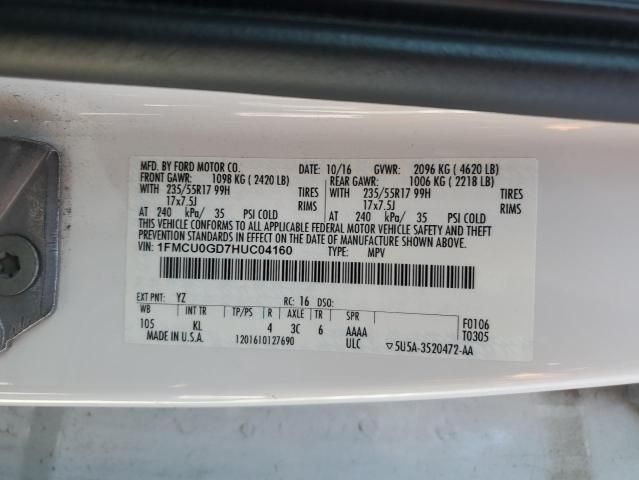 MFD. BY FORD MOTOR CO. DATE: 10/16 GVWR: 2096 KG ( 4620 LB)
FRONT GAWR: 1098 KG ( 2420 LB) REAR GAWR: 1006 KG ( 2218 LB)
WITH 235/55R17 99H TIRES WITH 235/55R17 99H TIRES
17x7.5J RIMS 17x7.5J RIMS
AT 240 kPa/ 35 PSI COLD AT 240 kPa/ 35 PSI COLD
THIS VEHICLE CONFORMS TO ALL APPLICABLE FEDERAL MOTOR VEHICLE SAFETY AND BUMPER
STANDARDS AND THEFT PREVENTION STANDARDS IN EFFECT ON THE DATE OF MANUFACTURE SHOWN ABOVE.
VIN: 1FMCU0GD7HUC04160 TYPE: MPV
EXT PNT: YZ RC: 16 DSO:
WB INT TR TP/PS R AXLE TR SPR F0106
105 KL 4 3C 6 AAAA T0305
MADE IN U.S.A. 1201610127690 ULC ▽5U5A-3520472-AA